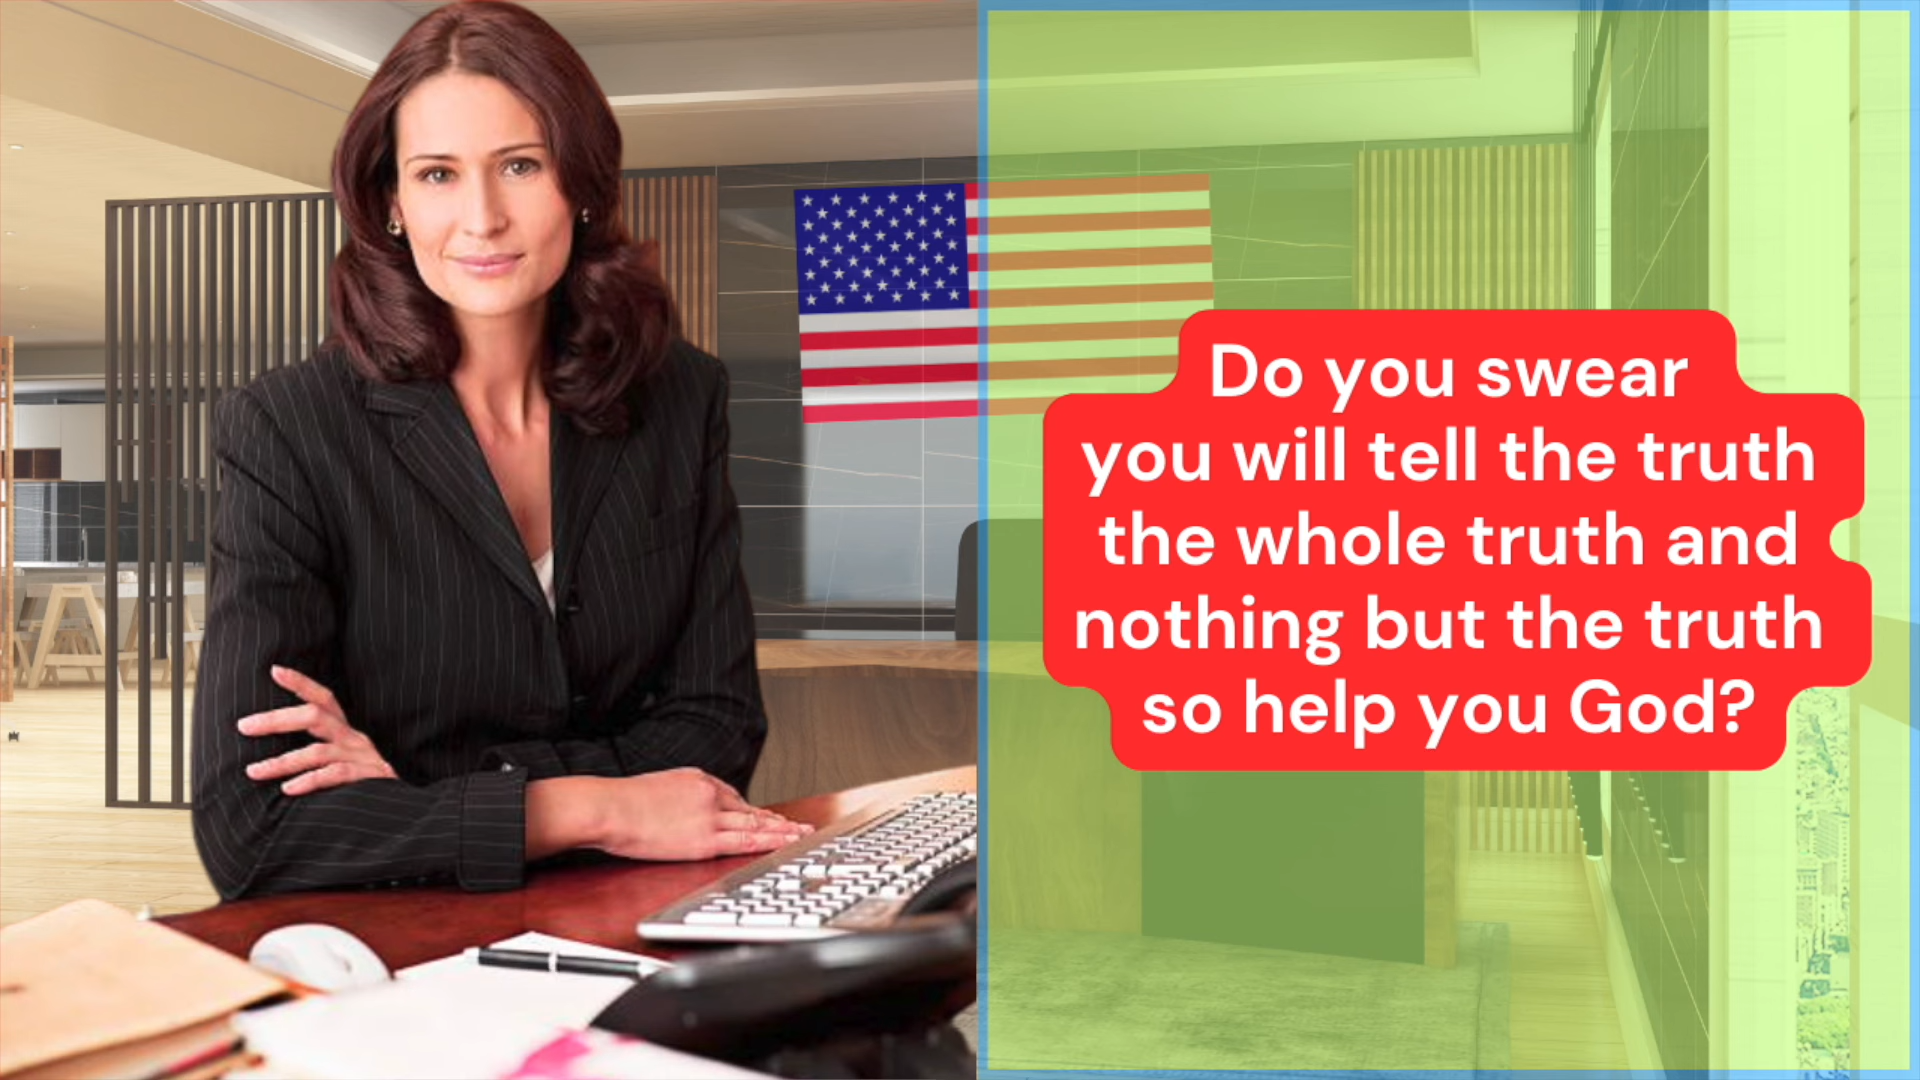 Do you swear
you will tell the truth
the whole truth and
nothing but the truth
so help you God?